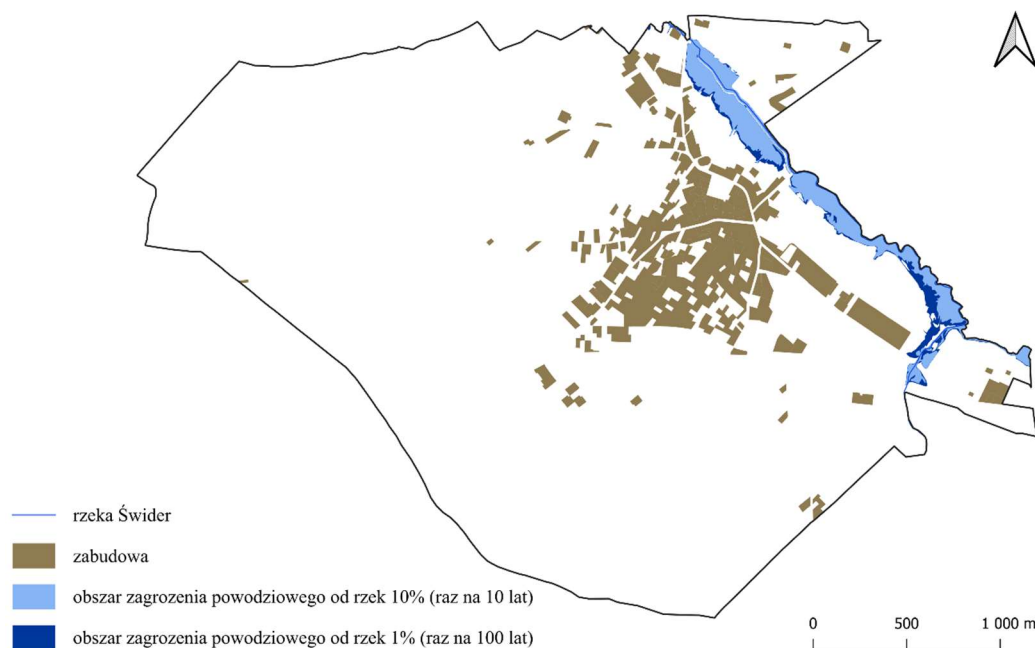 rzeka Świder
zabudowa
obszar zagrozenia powodziowego od rzek 10% (raz na 10 lat)
obszar zagrozenia powodziowego od rzek 1% (raz na 100 lat)
0 500 1 000 m